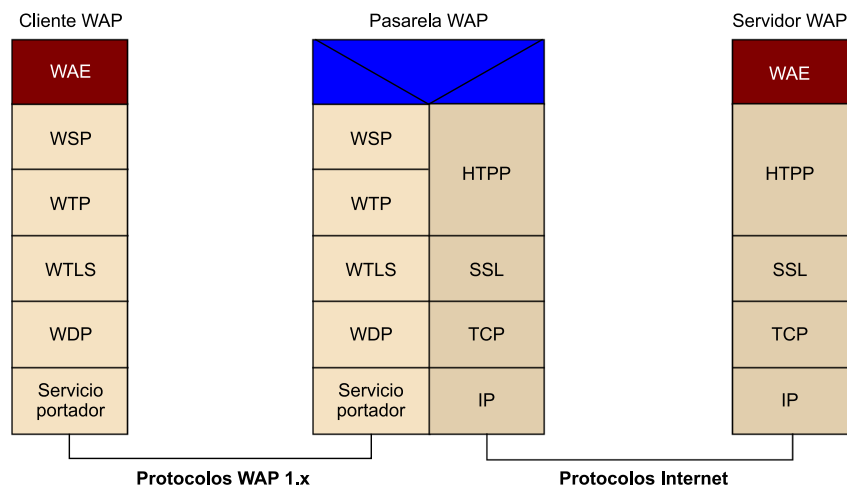 Cliente WAP
Pasarela WAP
Servidor WAP
WAE
WAE
WSP
WSP
HTPP
HTPP
WTP
WTP
WTLS
WTLS
SSL
SSL
WDP
WDP
TCP
TCP
Servicio
portador
Servicio
portador
IP
IP
Protocolos WAP 1.x
Protocolos Internet